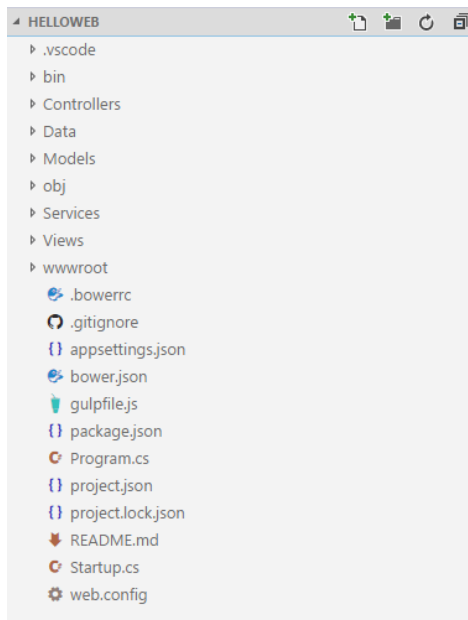 HELLOWEB
.vscode
bin
Controllers
Data
Models
obj
Services
Views
wwwroot
.bowerrc
.gitignore
appsettings.json
bower.json
gulpfile.js
package.json
Program.cs
project.json
project.lock.json
README.md
Startup.cs
web.config